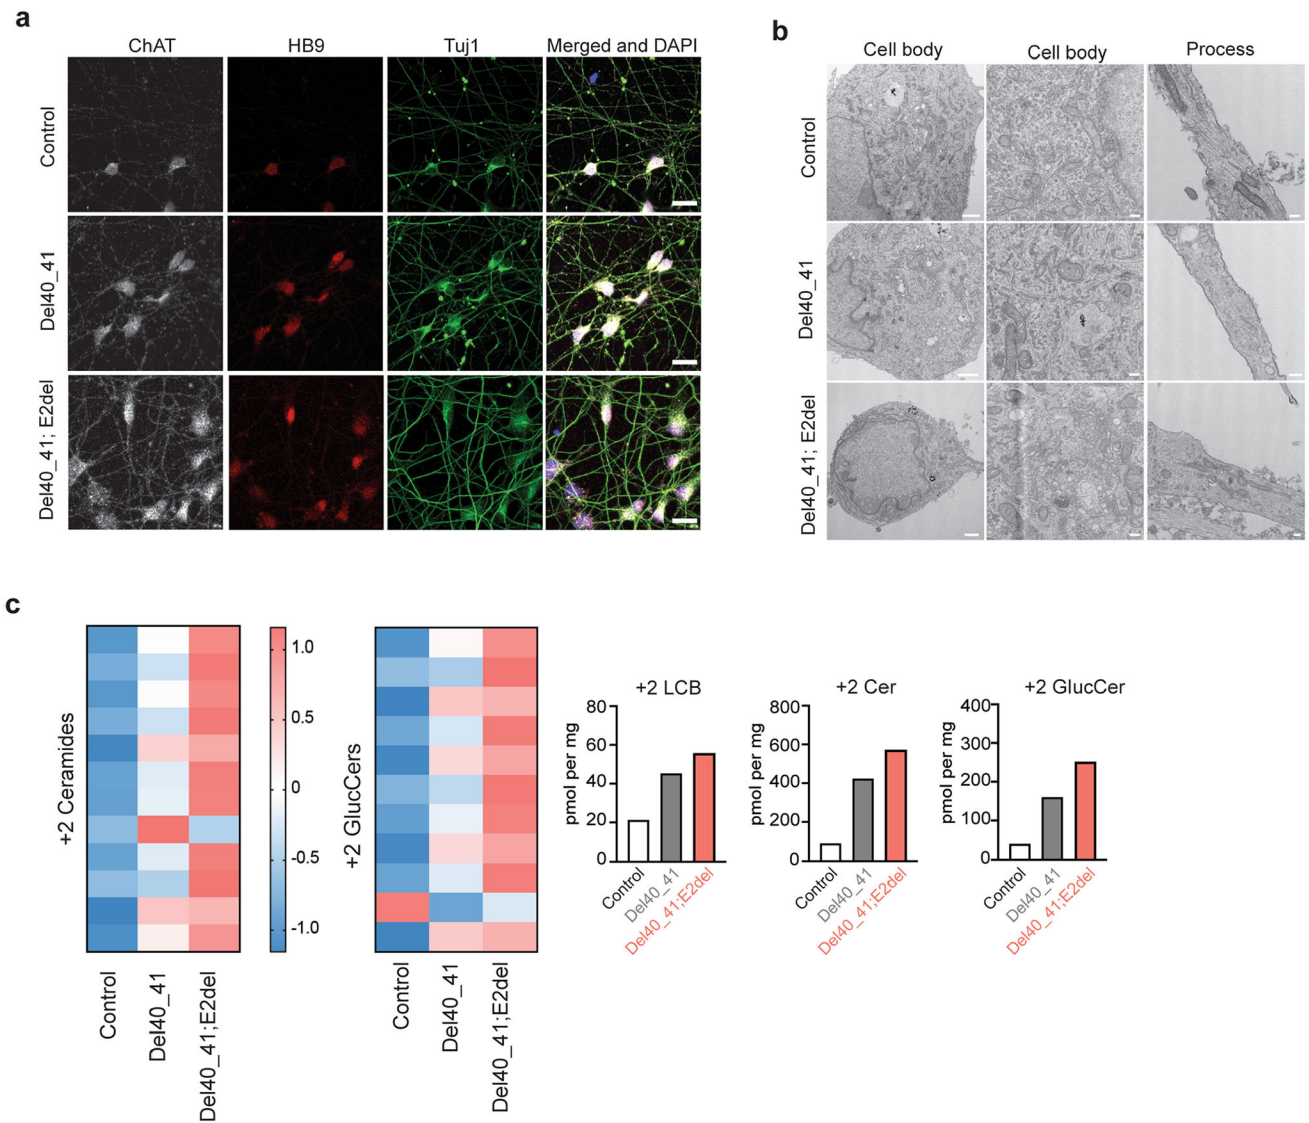 a
ChAT
HB9
Tuj1
Merged and DAPI
Control
Del40_41
Del40_41; E2del
b
Cell body
Cell body
Process
Control
Del40_41
Del40_41; E2del
c
+2 Ceramides
1.0
0.5
0
-0.5
-1.0
Control
Del40_41
Del40_41;E2del
+2 GlucCers
Control
Del40_41
Del40_41;E2del
+2 LCB
pmol per mg
80
60
40
20
0
Control
Del40_41
Del40_41;E2del
+2 Cer
pmol per mg
800
600
400
200
0
Control
Del40_41
Del40_41;E2del
+2 GlucCer
pmol per mg
400
300
200
100
0
Control
Del40_41
Del40_41;E2del